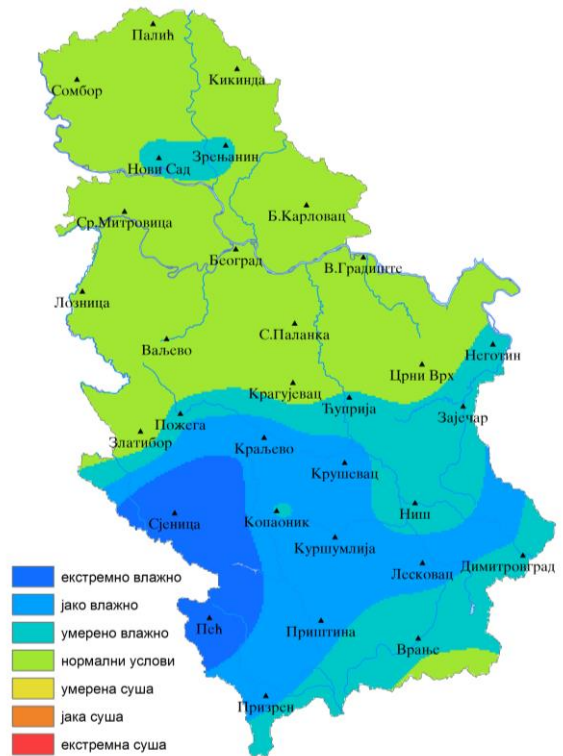 Палић
Кикинда
Сомбор
Зрењанин
Нови Сад
Б.Карловац
Ср.Митровица
Београд
В.Градиште
Лозница
С.Паланка
Ваљево
Неготин
Црни Врх
Крагујевац
Ћуприја
Зајечар
Пожега
Златибор
Краљево
Крушевац
Сјеница
Копаоник
Ниш
Куршумлија
Лесковац
Димитровград
Пећ
Приштина
Врање
Призрен
екстремно влажно
јако влажно
умерено влажно
нормални услови
умерена суша
јака суша
екстремна суша